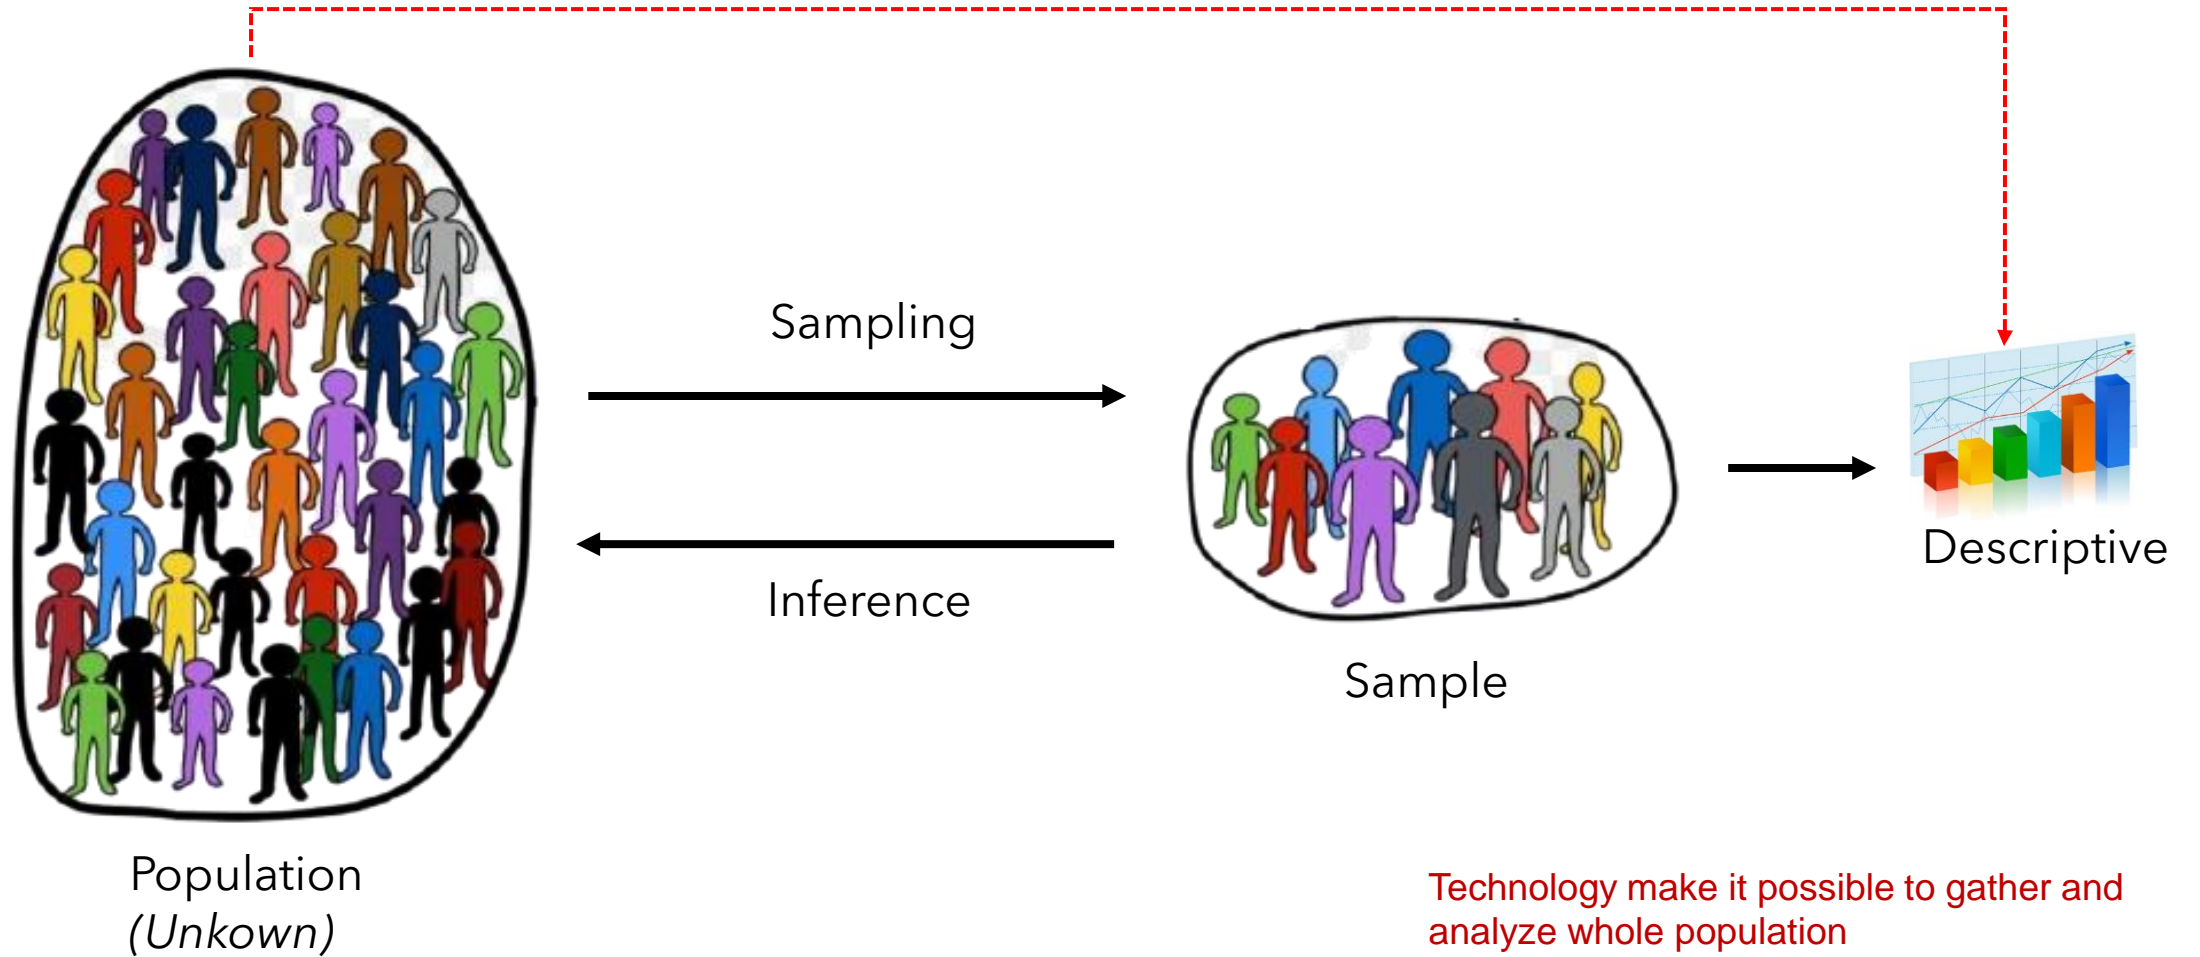 Sampling
Inference
Sample
Descriptive
Population
(Unkown)
Technology make it possible to gather and
analyze whole population